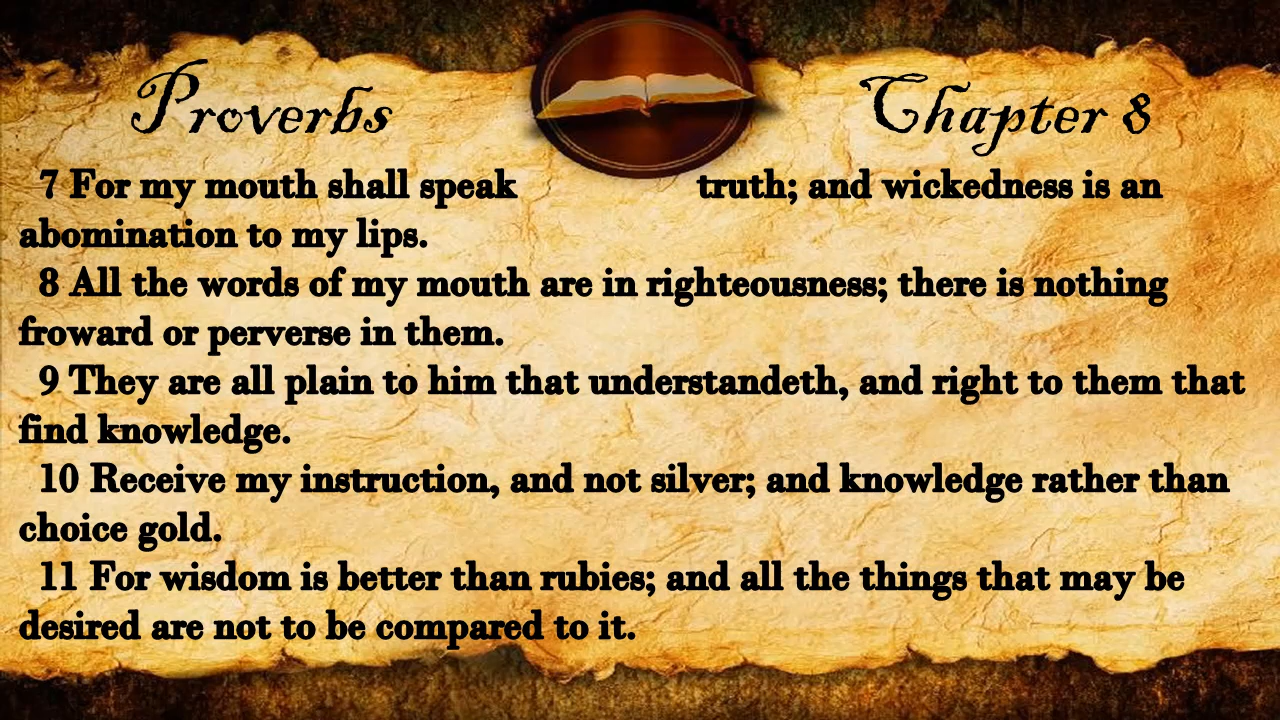 Proverbs Chapter 8
7 For my mouth shall speak truth; and wickedness is an
abomination to my lips.
8 All the words of my mouth are in righteousness; there is nothing
froward or perverse in them.
9 They are all plain to him that understandeth, and right to them that
find knowledge.
10 Receive my instruction, and not silver; and knowledge rather than
choice gold.
11 For wisdom is better than rubies; and all the things that may be
desired are not to be compared to it.